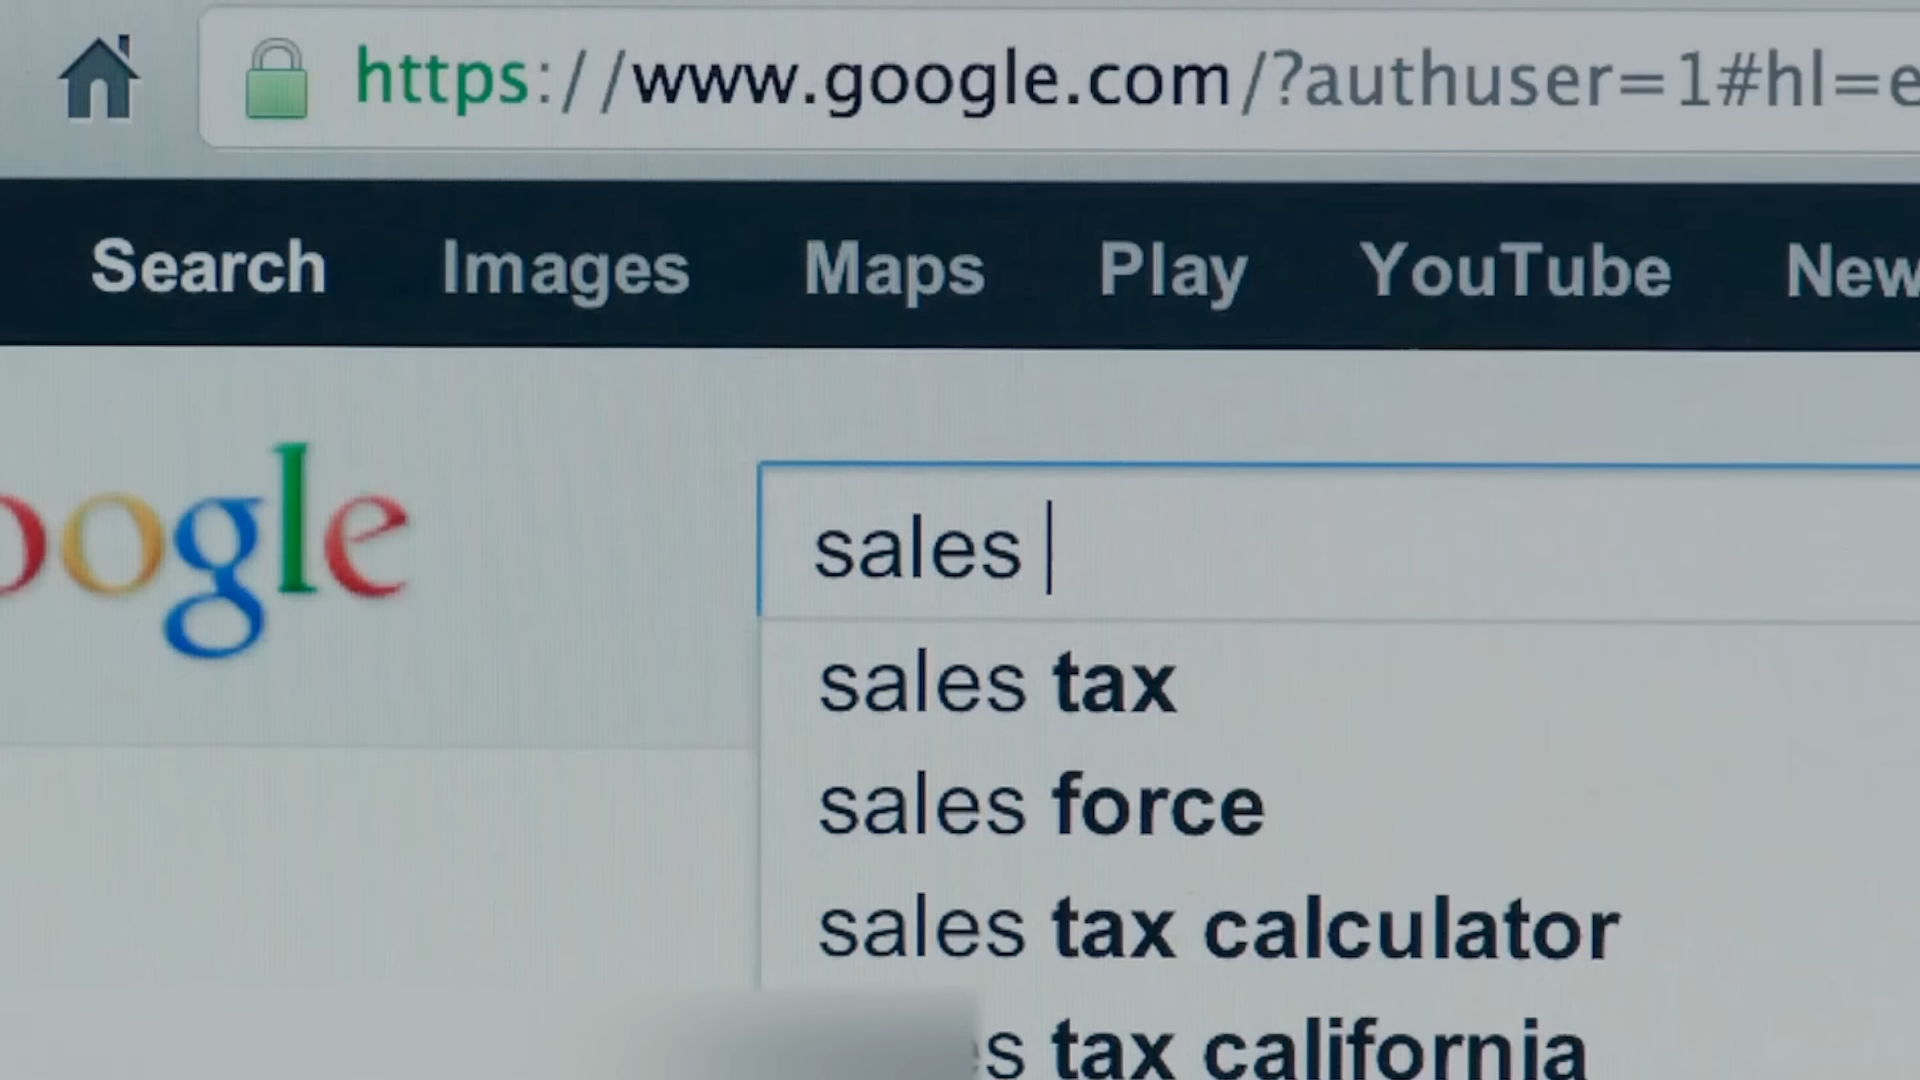 https://www.google.com/?authuser=1#hl=e
Search Images Maps Play YouTube New
oogle
sales
sales tax
sales force
sales tax calculator
s tax california